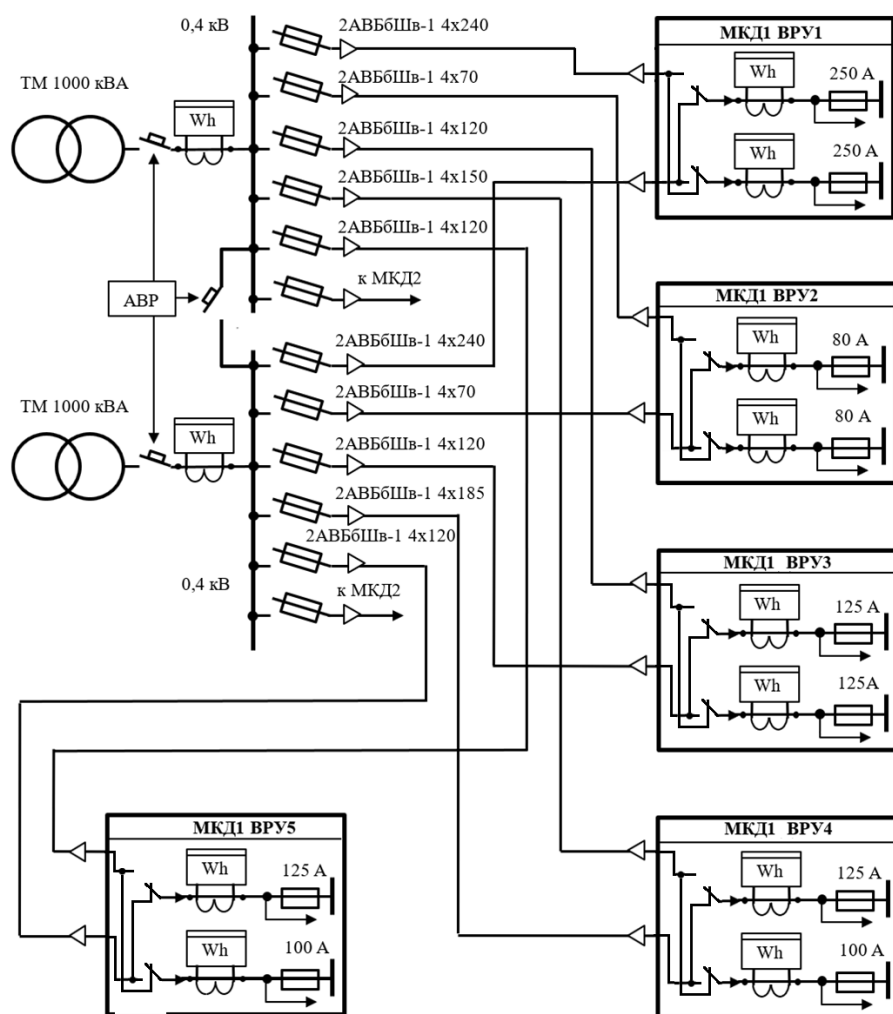 0,4 кВ
2АВБбШв-1 4х240
МКД1 ВРУ1
ТМ 1000 кВА
2АВБбШв-1 4х70
Wh
250 А
Wh
2АВБбШв-1 4х120
Wh
250 А
2АВБбШв-1 4х150
2АВБбШв-1 4х120
АВР
к МКД2
МКД1 ВРУ2
2АВБбШв-1 4х240
Wh
80 А
2АВБбШв-1 4х70
ТМ 1000 кВА
Wh
80 А
Wh
2АВБбШв-1 4х120
2АВБбШв-1 4х185
2АВБбШв-1 4х120
0,4 кВ
к МКД2
МКД1 ВРУ3
Wh
125 А
Wh
125А
МКД1 ВРУ5
Wh
125 А
Wh
100 А
МКД1 ВРУ4
Wh
125 А
Wh
100 А